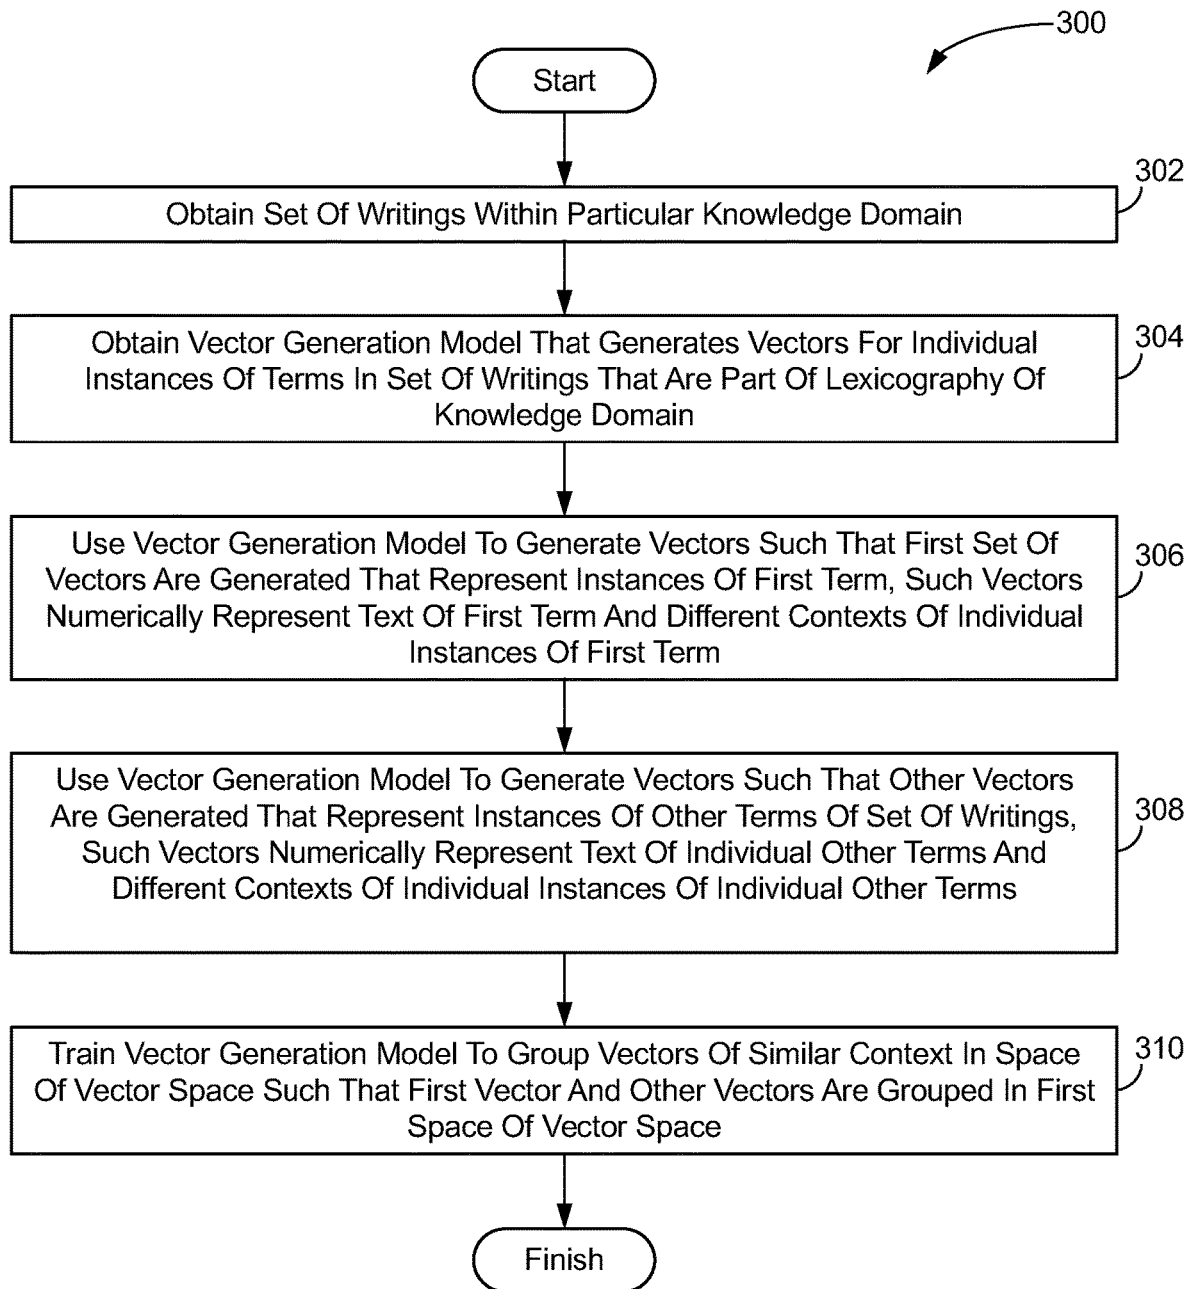 300
Start
302
Obtain Set Of Writings Within Particular Knowledge Domain
304
Obtain Vector Generation Model That Generates Vectors For Individual
Instances Of Terms In Set Of Writings That Are Part Of Lexicography Of
Knowledge Domain
306
Use Vector Generation Model To Generate Vectors Such That First Set Of
Vectors Are Generated That Represent Instances Of First Term, Such Vectors
Numerically Represent Text Of First Term And Different Contexts Of Individual
Instances Of First Term
308
Use Vector Generation Model To Generate Vectors Such That Other Vectors
Are Generated That Represent Instances Of Other Terms Of Set Of Writings,
Such Vectors Numerically Represent Text Of Individual Other Terms And
Different Contexts Of Individual Instances Of Individual Other Terms
310
Train Vector Generation Model To Group Vectors Of Similar Context In Space
Of Vector Space Such That First Vector And Other Vectors Are Grouped In First
Space Of Vector Space
Finish